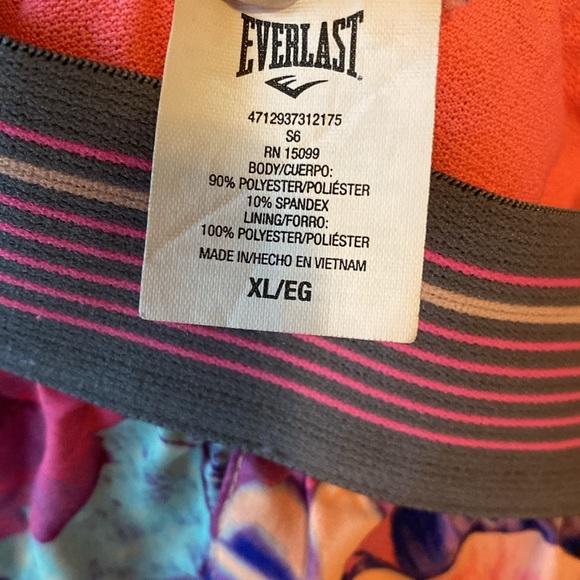 EVERLAST
4712937312175
S6
RN 15099
BODY/CUERPO:
90% POLYESTER/POLIÉSTER
10% SPANDEX
LINING/FORRO:
100% POLYESTER/POLIÉSTER
MADE IN/HECHO EN VIETNAM
XL/EG